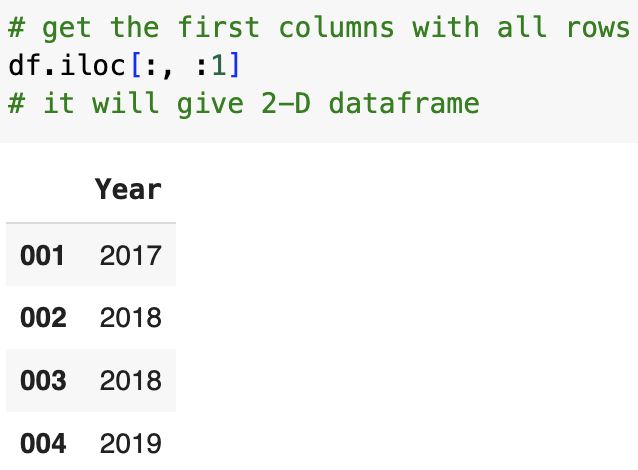 # get the first columns with all rows
df.iloc[:, :1]
# it will give 2-D dataframe
Year
001 2017
002 2018
003 2018
004 2019